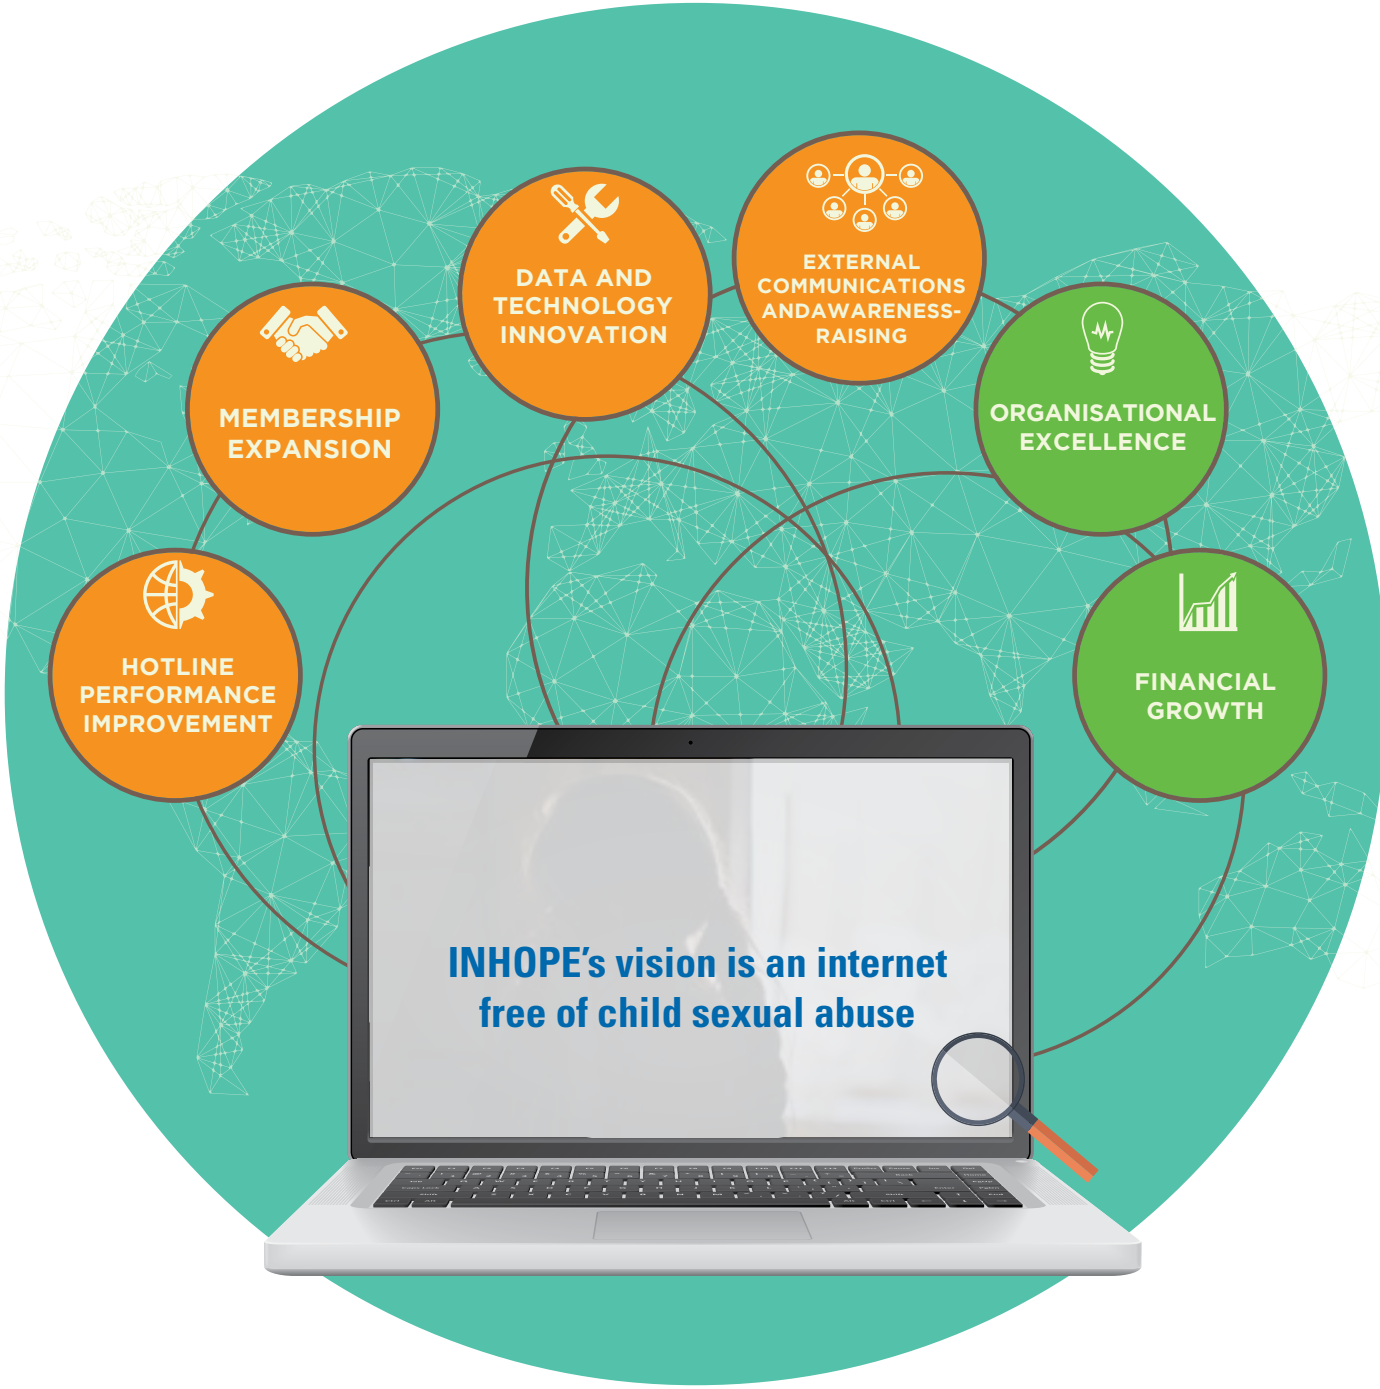 EXTERNAL
COMMUNICATIONS
ANDAWARENESS-
RAISING
DATA AND
TECHNOLOGY
INNOVATION
MEMBERSHIP
EXPANSION
ORGANISATIONAL
EXCELLENCE
HOTLINE
PERFORMANCE
IMPROVEMENT
FINANCIAL
GROWTH
INHOPE’s vision is an internet
free of child sexual abuse